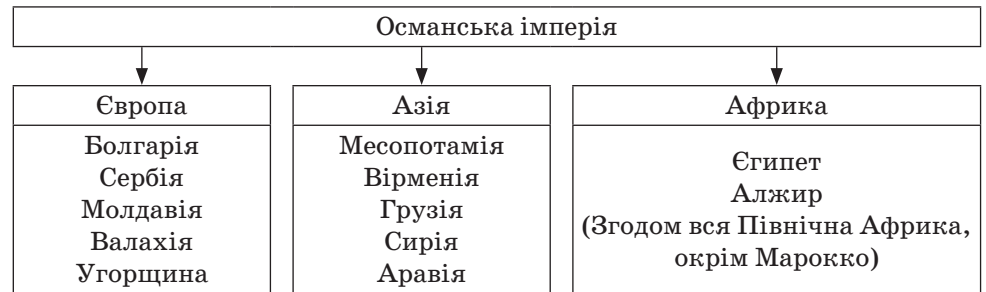 Османська імперія
Європа
Болгарія
Сербія
Молдавія
Валахія
Угорщина
Азія
Месопотамія
Вірменія
Грузія
Сирія
Аравія
Африка
Єгипет
Алжир
(Згодом вся Північна Африка,
окрім Марокко)